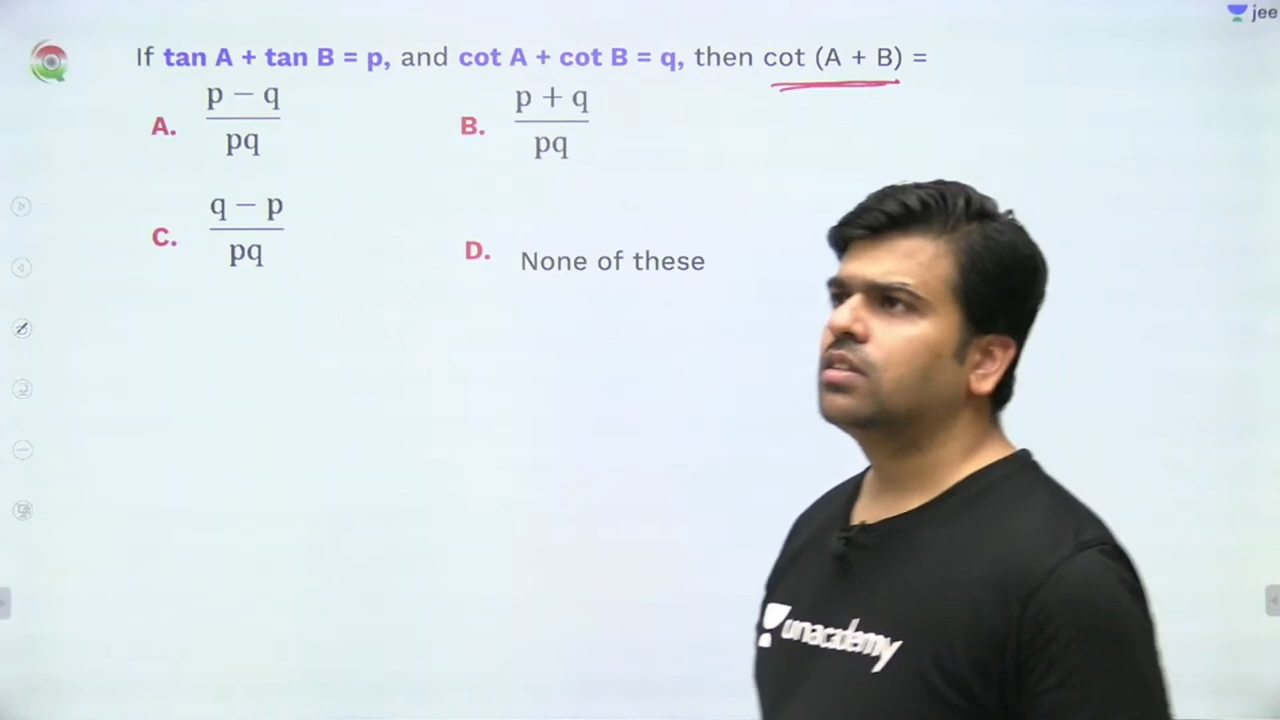 jee
If tan A + tan B = p, and cot A + cot B = q, then cot (A + B) =
A. p − q / pq
B. p + q / pq
C. q − p / pq
D. None of these
unacademy